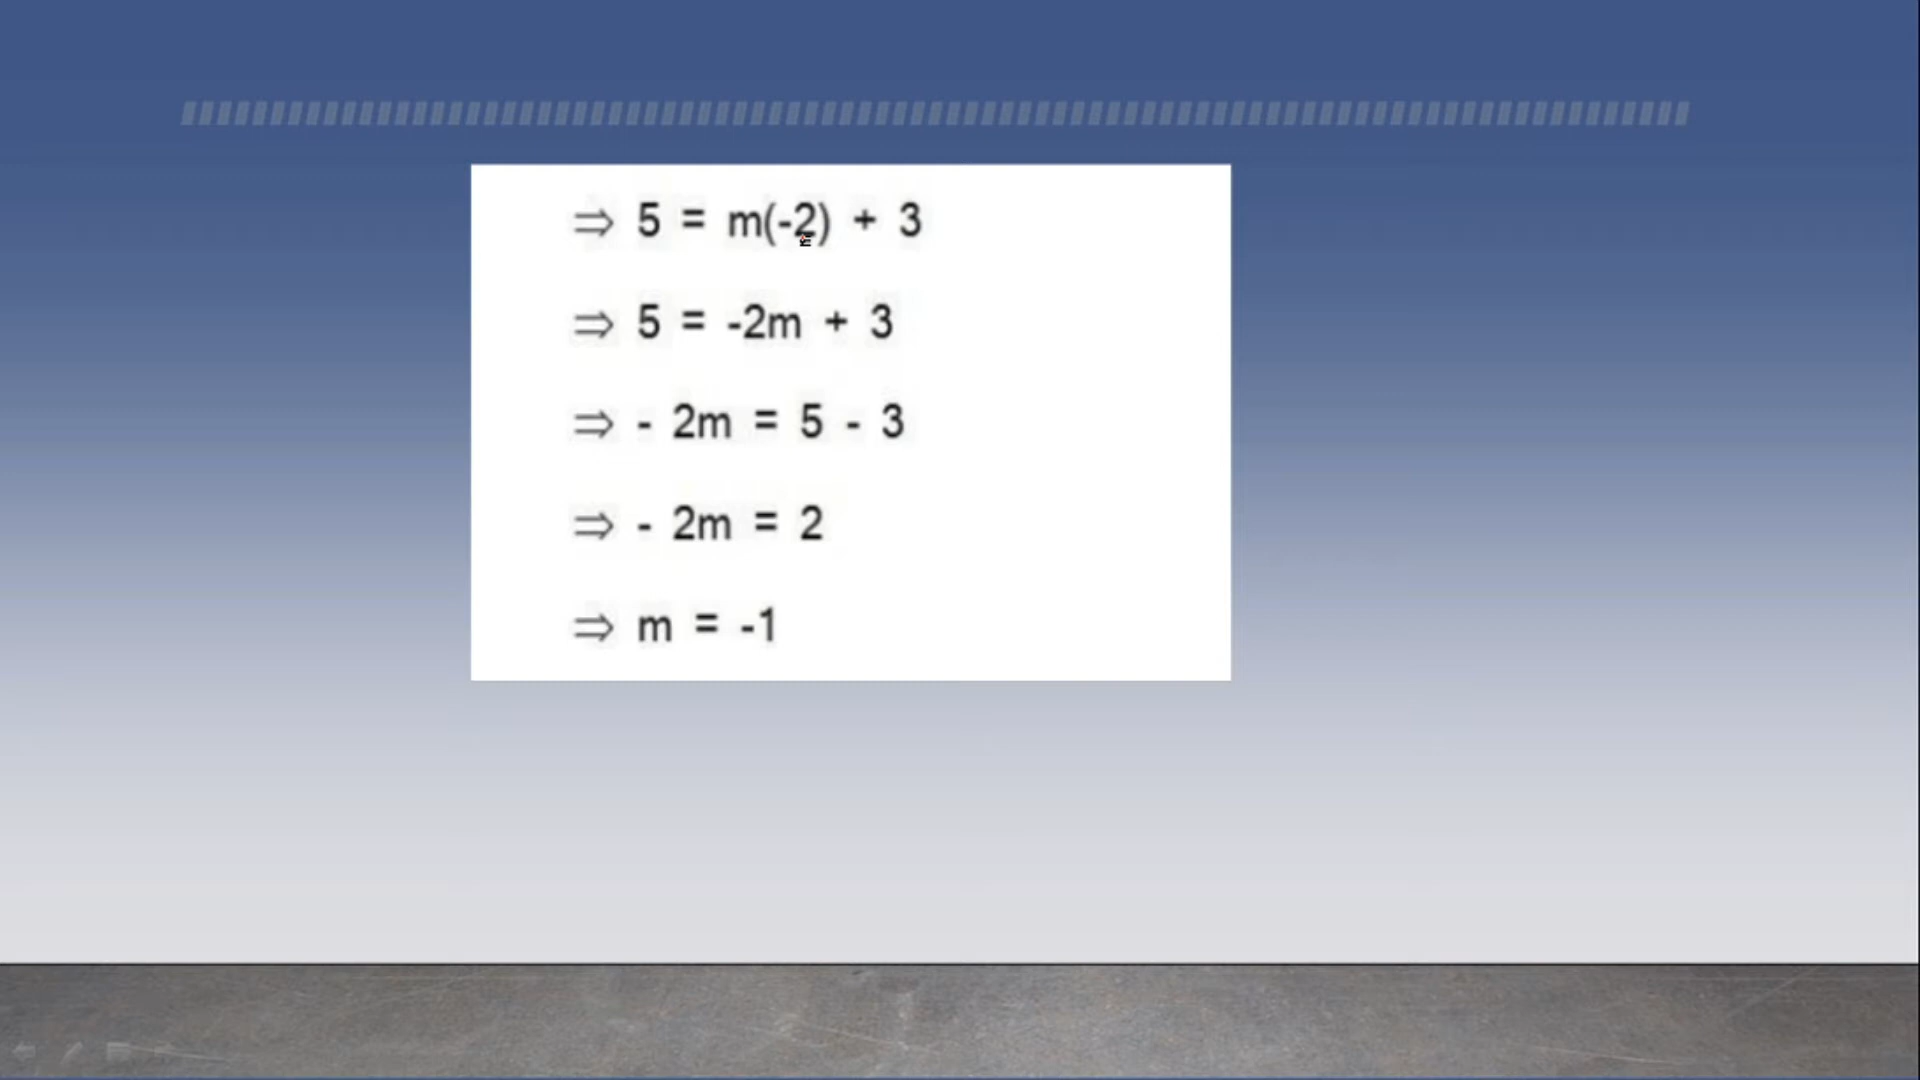 ⇒ 5 = m(-2) + 3
⇒ 5 = -2m + 3
⇒ - 2m = 5 - 3
⇒ - 2m = 2
⇒ m = -1